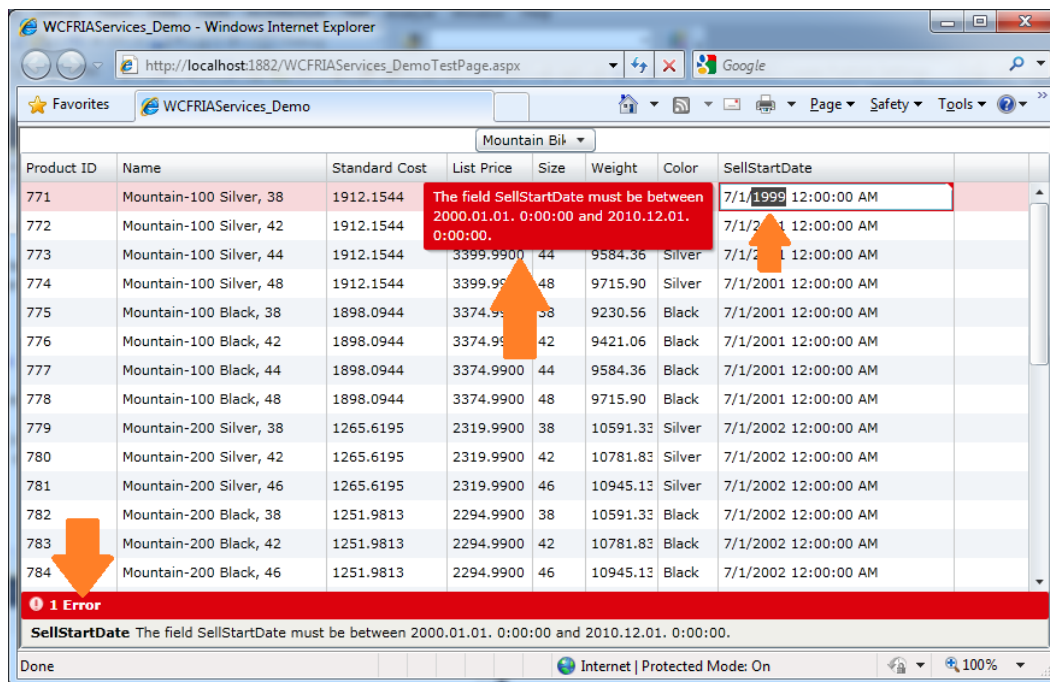 WCFRIAServices_Demo - Windows Internet Explorer
http://localhost:1882/WCFRIAServices_DemoTestPage.aspx Google
Favorites WCFRIAServices_Demo Page Safety Tools »
Mountain Bik
Product ID Name Standard Cost List Price Size Weight Color SellStartDate
771 Mountain-100 Silver, 38 1912.1544 7/1/1999 12:00:00 AM
The field SellStartDate must be between
2000.01.01. 0:00:00 and 2010.12.01.
0:00:00.
772 Mountain-100 Silver, 42 1912.1544 12:00:00 AM
773 Mountain-100 Silver, 44 1912.1544 3399.9900 44 9584.36 Silver 12:00:00 AM
774 Mountain-100 Silver, 48 1912.1544 48 9715.90 Silver 7/1/2001 12:00:00 AM
775 Mountain-100 Black, 38 1898.0944 9230.56 Black 7/1/2001 12:00:00 AM
776 Mountain-100 Black, 42 1898.0944 42 9421.06 Black 7/1/2001 12:00:00 AM
777 Mountain-100 Black, 44 1898.0944 3374.9900 44 9584.36 Black 7/1/2001 12:00:00 AM
778 Mountain-100 Black, 48 1898.0944 3374.9900 48 9715.90 Black 7/1/2001 12:00:00 AM
779 Mountain-200 Silver, 38 1265.6195 2319.9900 38 10591.33 Silver 7/1/2002 12:00:00 AM
780 Mountain-200 Silver, 42 1265.6195 2319.9900 42 10781.83 Silver 7/1/2002 12:00:00 AM
781 Mountain-200 Silver, 46 1265.6195 2319.9900 46 10945.13 Silver 7/1/2002 12:00:00 AM
782 Mountain-200 Black, 38 1251.9813 2294.9900 38 10591.33 Black 7/1/2002 12:00:00 AM
783 Mountain-200 Black, 42 1251.9813 2294.9900 42 10781.83 Black 7/1/2002 12:00:00 AM
784 Mountain-200 Black, 46 1251.9813 2294.9900 46 10945.13 Black 7/1/2002 12:00:00 AM
1 Error
SellStartDate The field SellStartDate must be between 2000.01.01. 0:00:00 and 2010.12.01. 0:00:00.
Done Internet | Protected Mode: On 100%